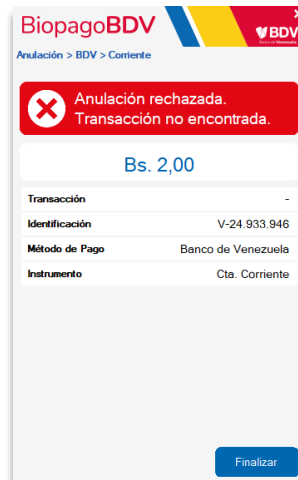 BiopagoBDV
BDV
Banco de Venezuela
Anulación > BDV > Corriente
Anulación rechazada.
Transacción no encontrada.
Bs. 2,00
Transacción -
Identificación V-24.933.946
Método de Pago Banco de Venezuela
Instrumento Cta. Corriente
Finalizar